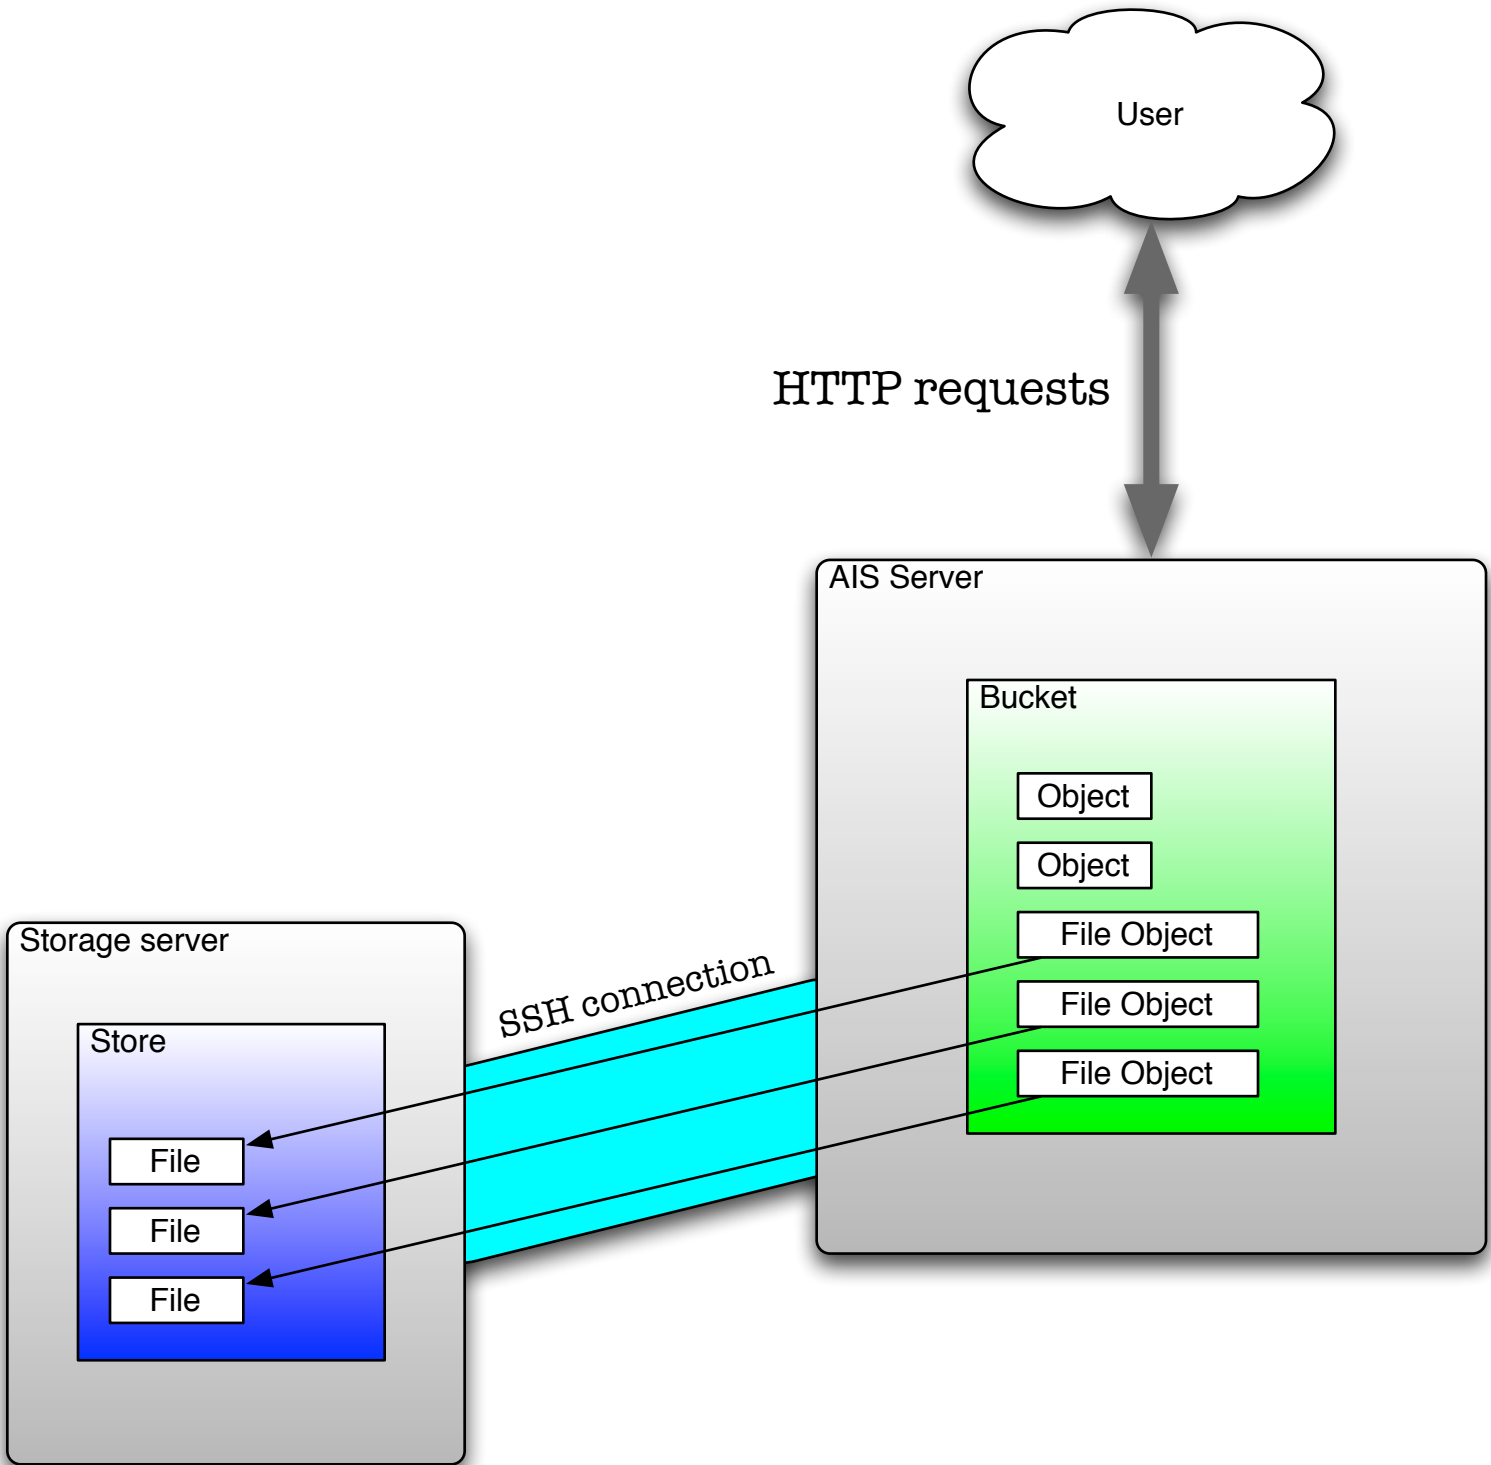 User
HTTP requests
AIS Server
Bucket
Object
Object
File Object
File Object
File Object
SSH connection
Storage server
Store
File
File
File